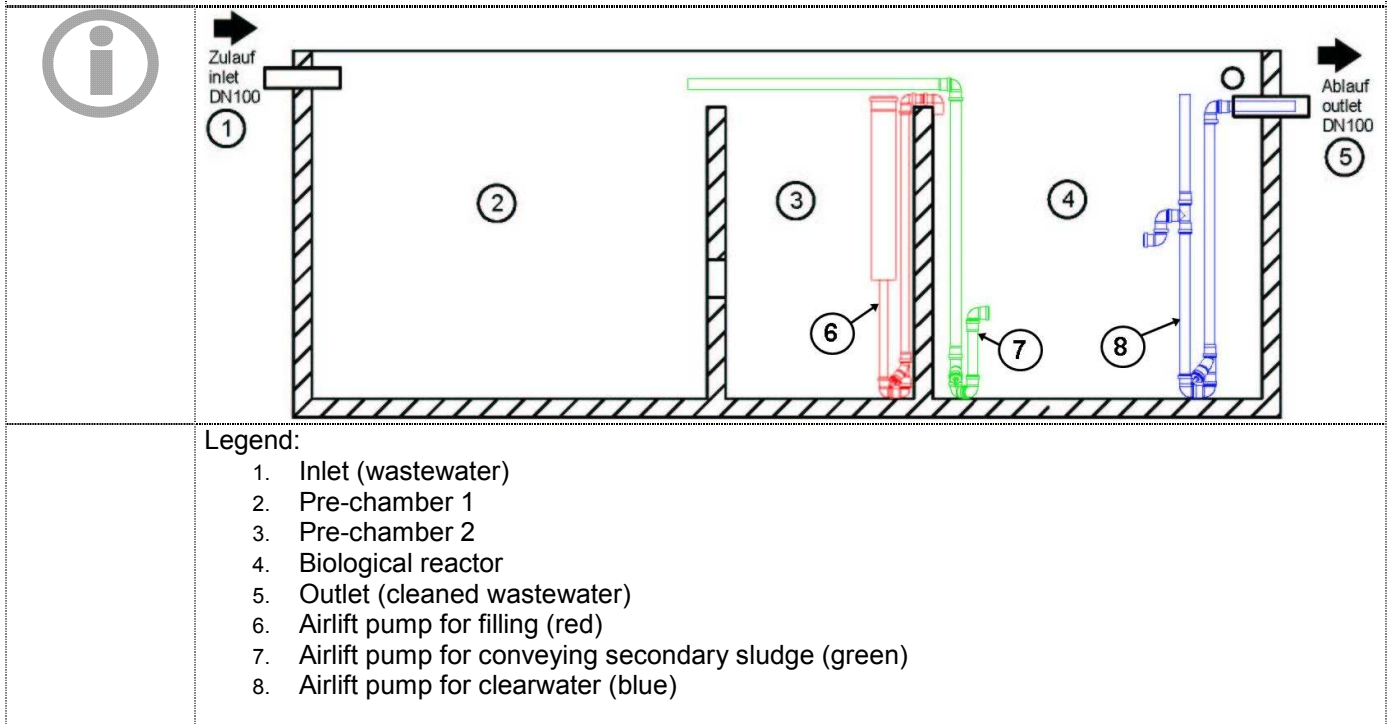 Zulauf
inlet
DN100
1
2
3
4
Ablauf
outlet
DN100
5
6
7
8
Legend:
1. Inlet (wastewater)
2. Pre-chamber 1
3. Pre-chamber 2
4. Biological reactor
5. Outlet (cleaned wastewater)
6. Airlift pump for filling (red)
7. Airlift pump for conveying secondary sludge (green)
8. Airlift pump for clearwater (blue)